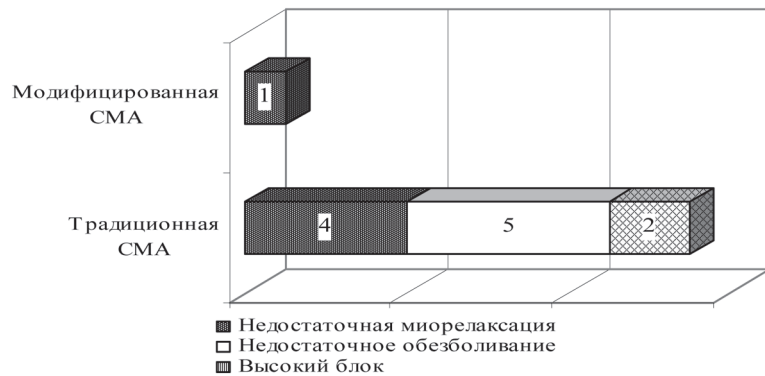 Модифицированная
СМА
1
Традиционная
СМА
4
5
2
Недостаточная миорелаксация
Недостаточное обезболивание
Высокий блок